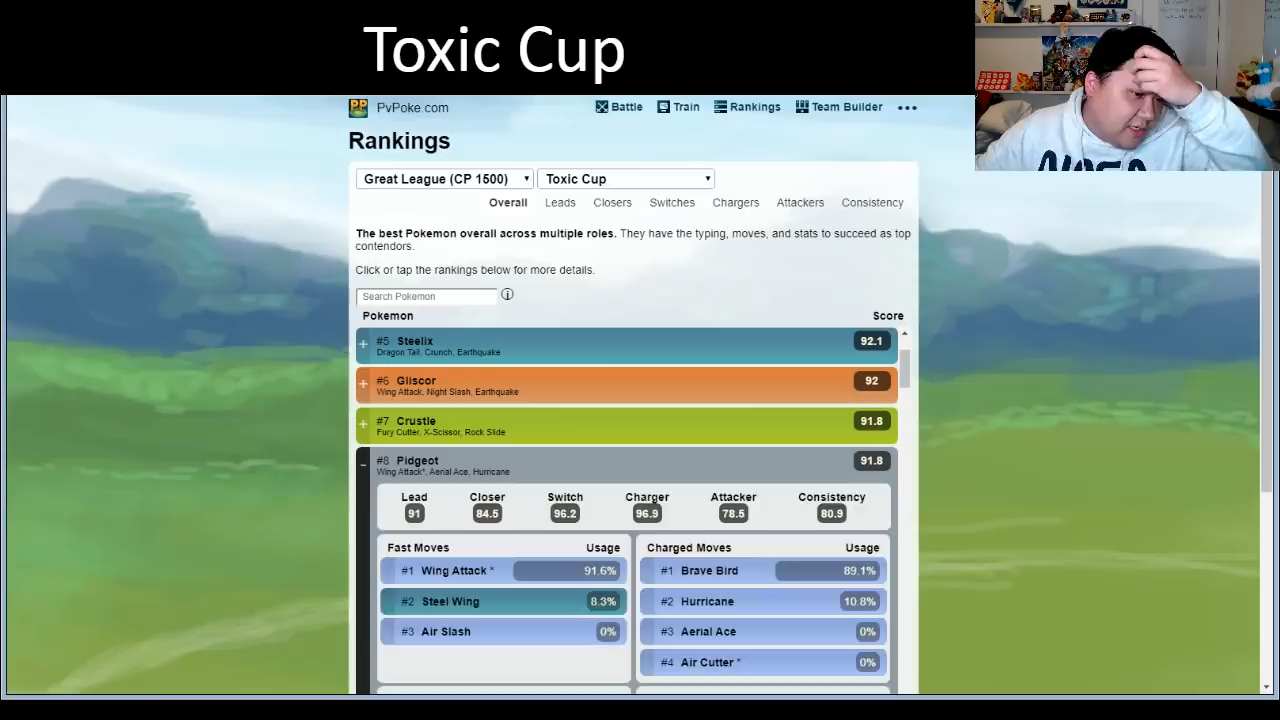 Toxic Cup
PvPoke.com
Battle Train Rankings Team Builder
Rankings
Great League (CP 1500) Toxic Cup
Overall Leads Closers Switches Chargers Attackers Consistency
The best Pokemon overall across multiple roles. They have the typing, moves, and stats to succeed as top
contendors.
Click or tap the rankings below for more details.
Search Pokemon
Pokemon Score
#5 Steelix 92.1
Dragon Tail, Crunch, Earthquake
#6 Gliscor 92
Wing Attack, Night Slash, Earthquake
#7 Crustle 91.8
Fury Cutter, X-Scissor, Rock Slide
#8 Pidgeot 91.8
Wing Attack*, Aerial Ace, Hurricane
Lead Closer Switch Charger Attacker Consistency
91 84.5 96.2 96.9 78.5 80.9
Fast Moves Usage
#1 Wing Attack * 91.6%
#2 Steel Wing 8.3%
#3 Air Slash 0%
Charged Moves Usage
#1 Brave Bird 89.1%
#2 Hurricane 10.8%
#3 Aerial Ace 0%
#4 Air Cutter * 0%